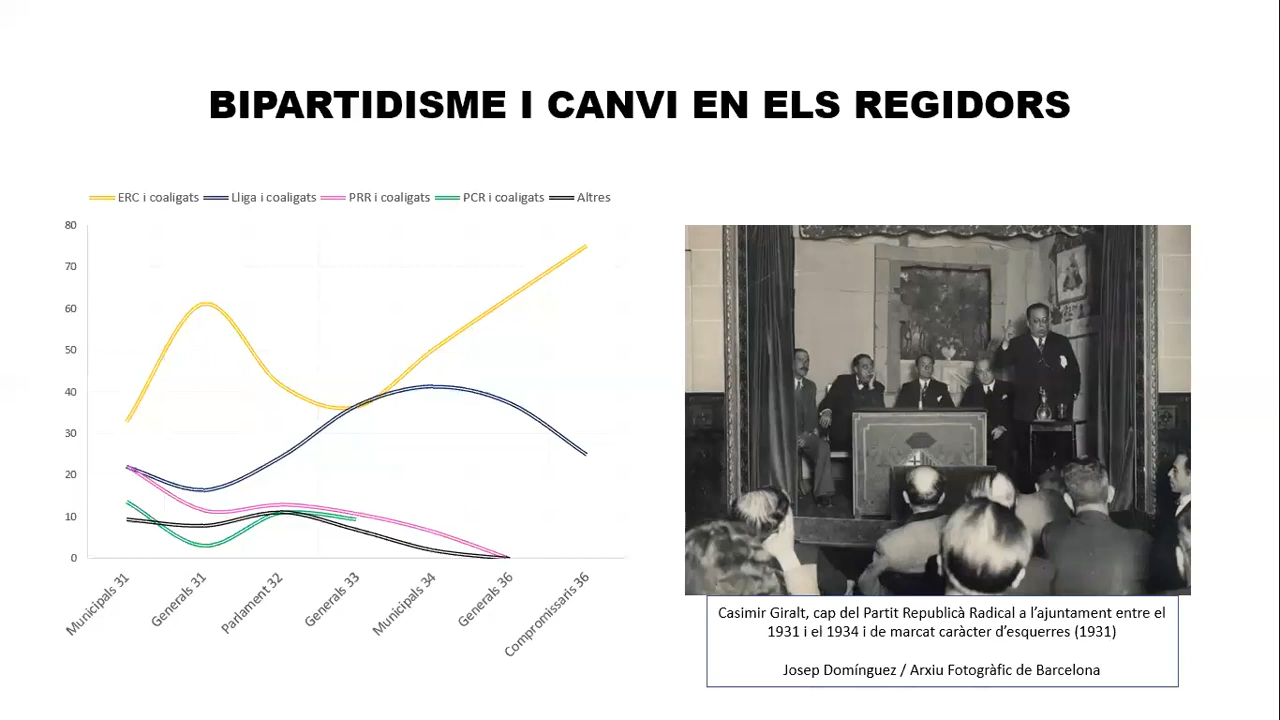 BIPARTIDISME I CANVI EN ELS REGIDORS
ERC i coaligats Lliga i coaligats PRR i coaligats PCR i coaligats Altres
80
70
60
50
40
30
20
10
0
Municipals 31
Generals 31
Parlament 32
Generals 33
Municipals 34
Generals 36
Compromissaris 36
Casimir Giralt, cap del Partit Republicà Radical a l’ajuntament entre el
1931 i el 1934 i de marcat caràcter d’esquerres (1931)
Josep Domínguez / Arxiu Fotogràfic de Barcelona